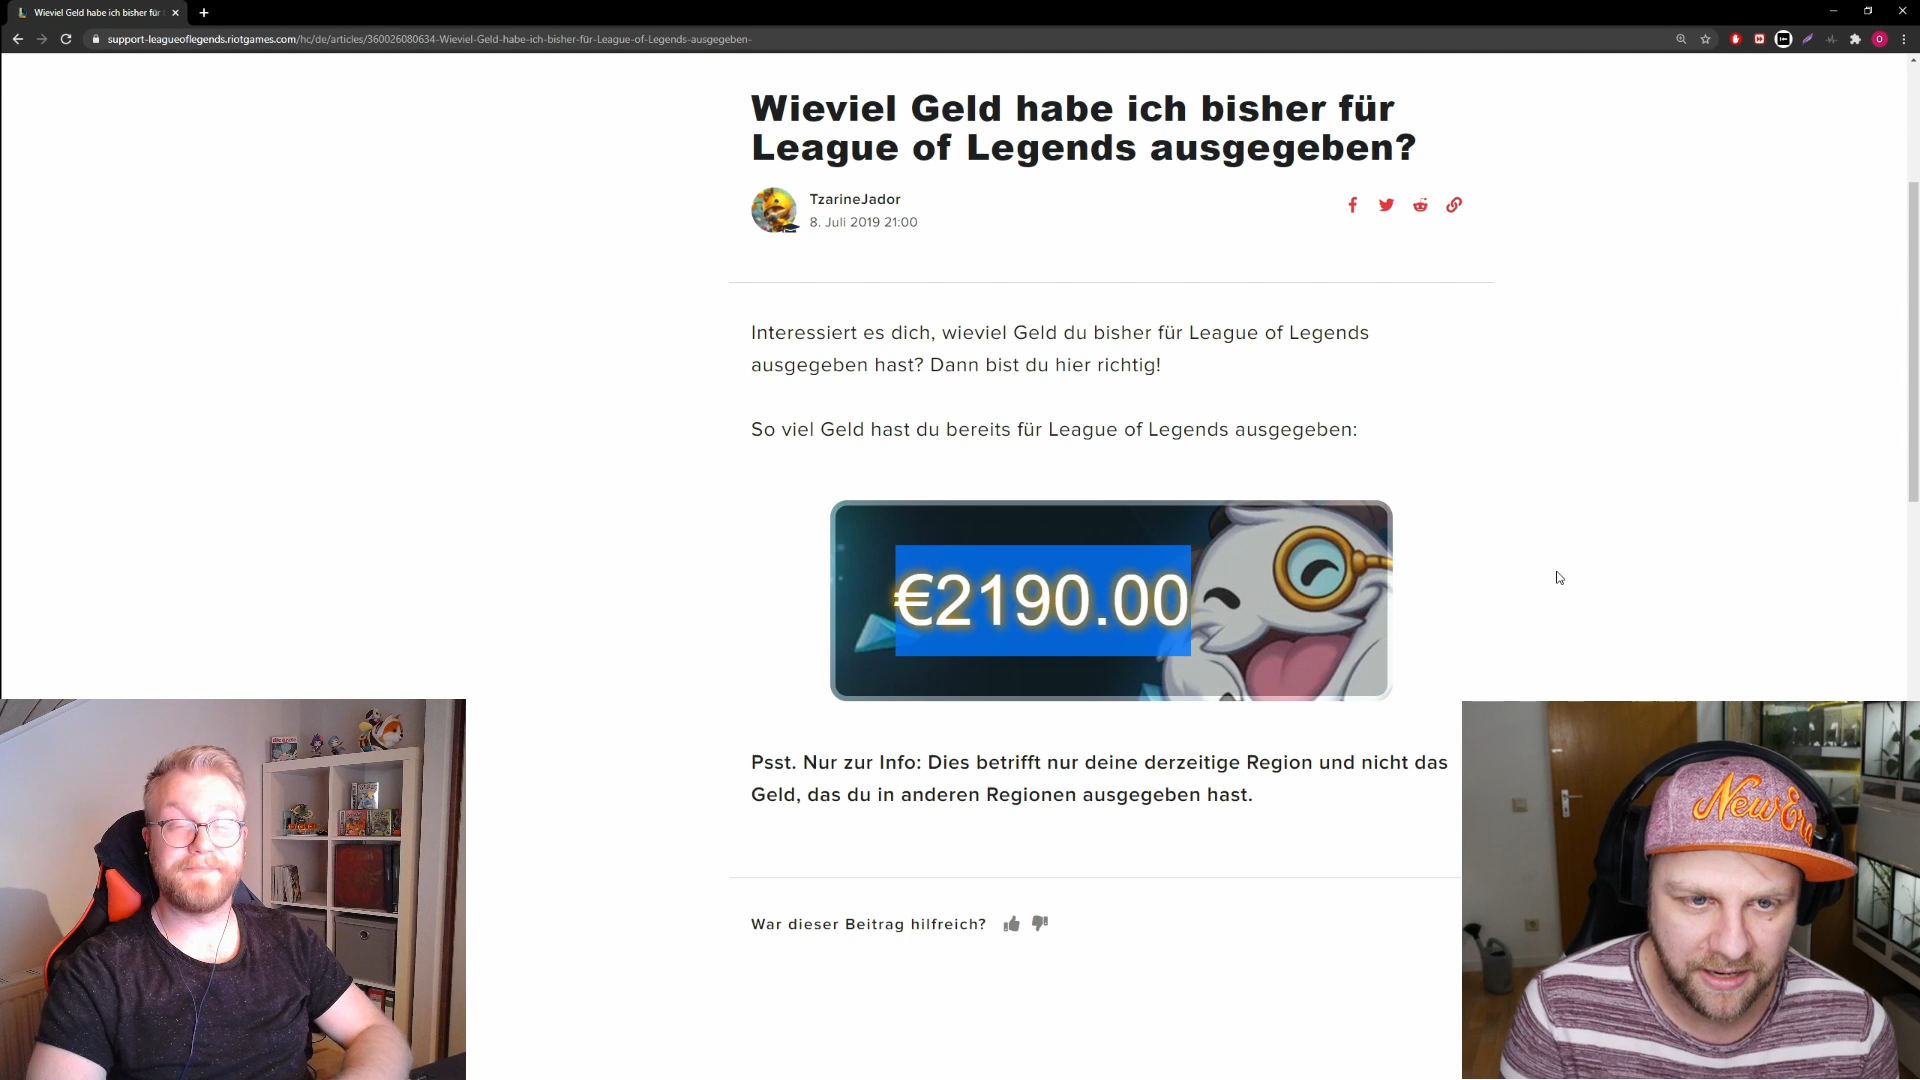 Wieviel Geld habe ich bisher für
support-leagueoflegends.riotgames.com/hc/de/articles/360026080634-Wieviel-Geld-habe-ich-bisher-für-League-of-Legends-ausgegeben-
Wieviel Geld habe ich bisher für
League of Legends ausgegeben?
TzarineJador
8. Juli 2019 21:00
Interessiert es dich, wieviel Geld du bisher für League of Legends
ausgegeben hast? Dann bist du hier richtig!
So viel Geld hast du bereits für League of Legends ausgegeben:
€2190.00
Psst. Nur zur Info: Dies betrifft nur deine derzeitige Region und nicht das
Geld, das du in anderen Regionen ausgegeben hast.
War dieser Beitrag hilfreich?
New Era